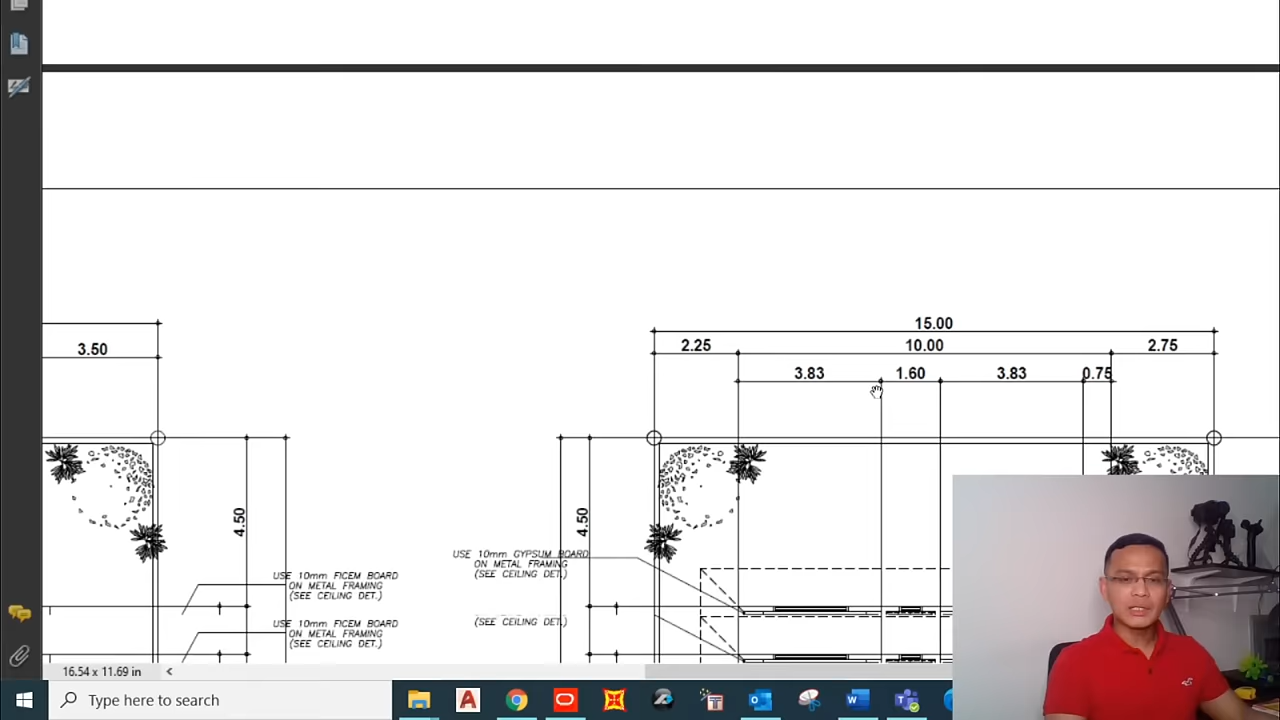 15.00
3.50
2.25
10.00
2.75
3.83
1.60
3.83
0.75
4.50
4.50
USE 10mm GYPSUM BOARD
ON METAL FRAMING
(SEE CEILING DET.)
USE 10mm FICEM BOARD
ON METAL FRAMING
(SEE CEILING DET.)
USE 10mm FICEM BOARD
ON METAL FRAMING
(SEE CEILING DET.)
(SEE CEILING DET.)
16.54 x 11.69 in
Type here to search